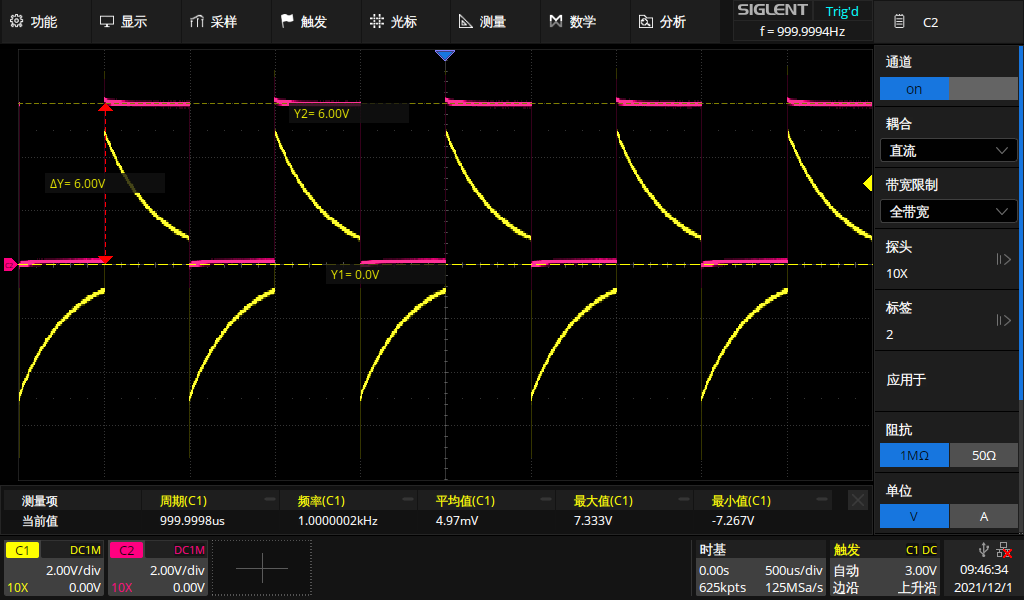 功能
显示
采样
触发
光标
测量
数学
分析
SIGLENT Trig'd
f = 999.9994Hz
C2
通道
on
耦合
直流
带宽限制
全带宽
探头
10X
标签
2
应用于
阻抗
1MΩ 50Ω
单位
V A
Y2= 6.00V
ΔY= 6.00V
Y1= 0.0V
测量项 周期(C1) 频率(C1) 平均值(C1) 最大值(C1) 最小值(C1)
当前值 999.9998us 1.0000002kHz 4.97mV 7.333V -7.267V
C1 DC1M
2.00V/div
10X 0.00V
C2 DC1M
2.00V/div
10X 0.00V
时基
0.00s 500us/div
625kpts 125MSa/s
触发 C1 DC
自动 3.00V
边沿 上升沿
09:46:34
2021/12/1